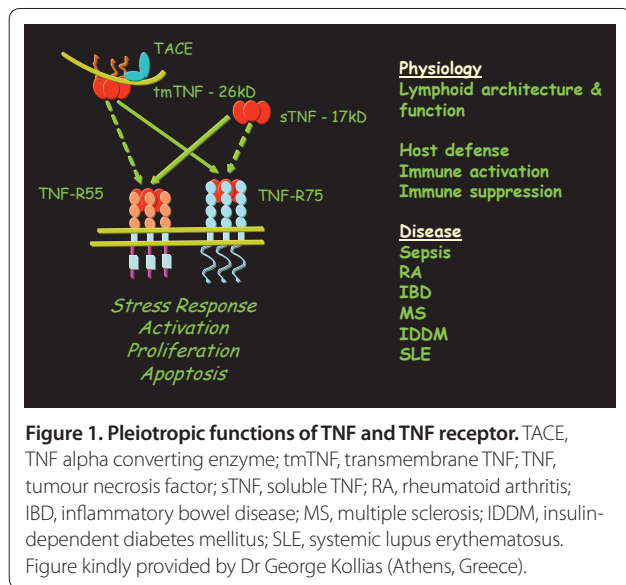 TACE
tmTNF - 26kD
sTNF - 17kD
TNF-R55
TNF-R75
Stress Response
Activation
Proliferation
Apoptosis
Physiology
Lymphoid architecture &
function
Host defense
Immune activation
Immune suppression
Disease
Sepsis
RA
IBD
MS
IDDM
SLE
Figure 1. Pleiotropic functions of TNF and TNF receptor. TACE,
TNF alpha converting enzyme; tmTNF, transmembrane TNF; TNF,
tumour necrosis factor; sTNF, soluble TNF; RA, rheumatoid arthritis;
IBD, inflammatory bowel disease; MS, multiple sclerosis; IDDM, insulin-
dependent diabetes mellitus; SLE, systemic lupus erythematosus.
Figure kindly provided by Dr George Kollias (Athens, Greece).